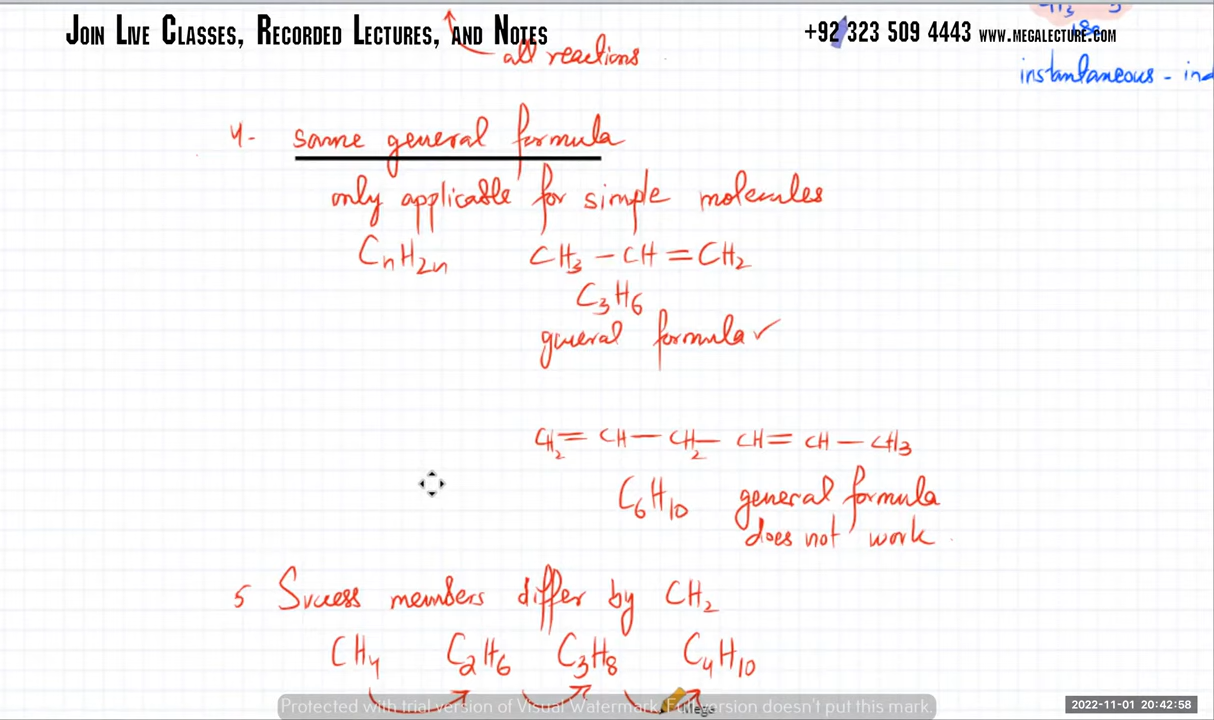 JOIN LIVE CLASSES, RECORDED LECTURES, AND NOTES
+92 323 509 4443 WWW.MEGALECTURE.COM
all reactions
instantaneous - in
4- same general formula
only applicable for simple molecules
CnH2n CH3 - CH = CH2
C3H6
general formula ✓
CH2 = CH - CH2 - CH = CH - CH3
C6H10 general formula
does not work
5 Success members differ by CH2
CH4 C2H6 C3H8 C4H10
Protected with trial version of Visual Watermark. Full version doesn't put this mark.
2022-11-01 20:42:58